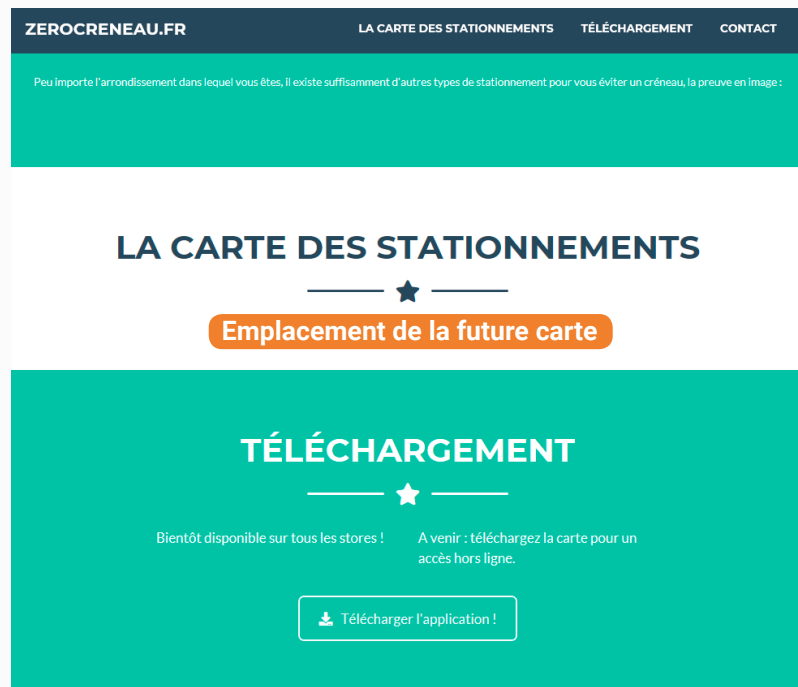 ZEROCRENEAU.FR
LA CARTE DES STATIONNEMENTS
TÉLÉCHARGEMENT
CONTACT
Peu importe l'arrondissement dans lequel vous êtes, il existe suffisamment d'autres types de stationnement pour vous éviter un créneau, la preuve en image :
LA CARTE DES STATIONNEMENTS
Emplacement de la future carte
TÉLÉCHARGEMENT
Bientôt disponible sur tous les stores !
A venir : téléchargez la carte pour un
accès hors ligne.
Télécharger l'application !